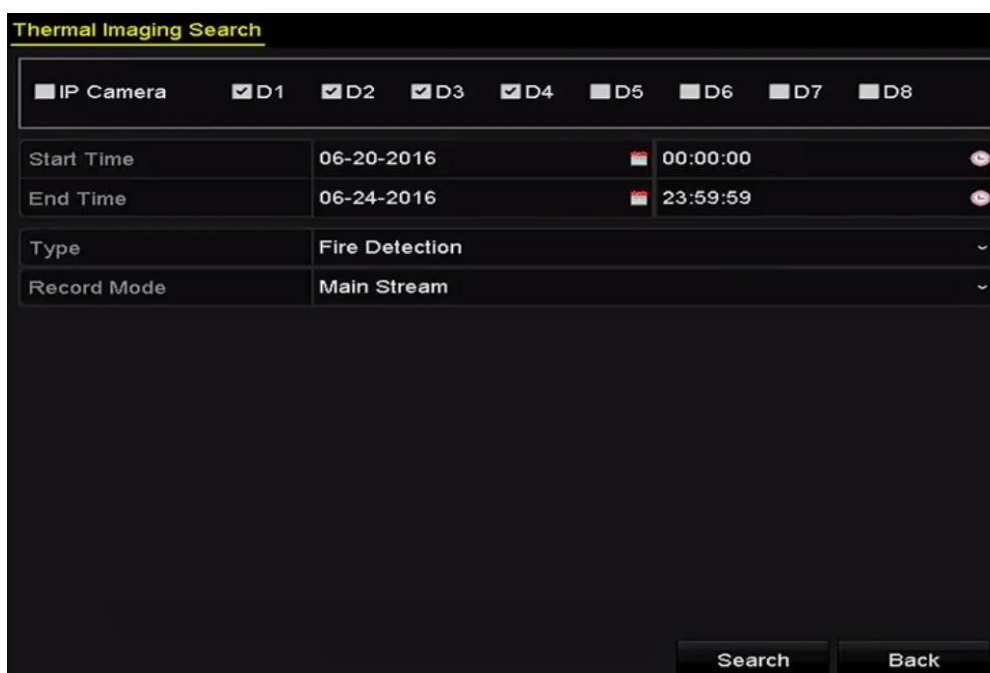 Thermal Imaging Search
IP Camera D1 D2 D3 D4 D5 D6 D7 D8
Start Time 06-20-2016 00:00:00
End Time 06-24-2016 23:59:59
Type Fire Detection
Record Mode Main Stream
Search Back